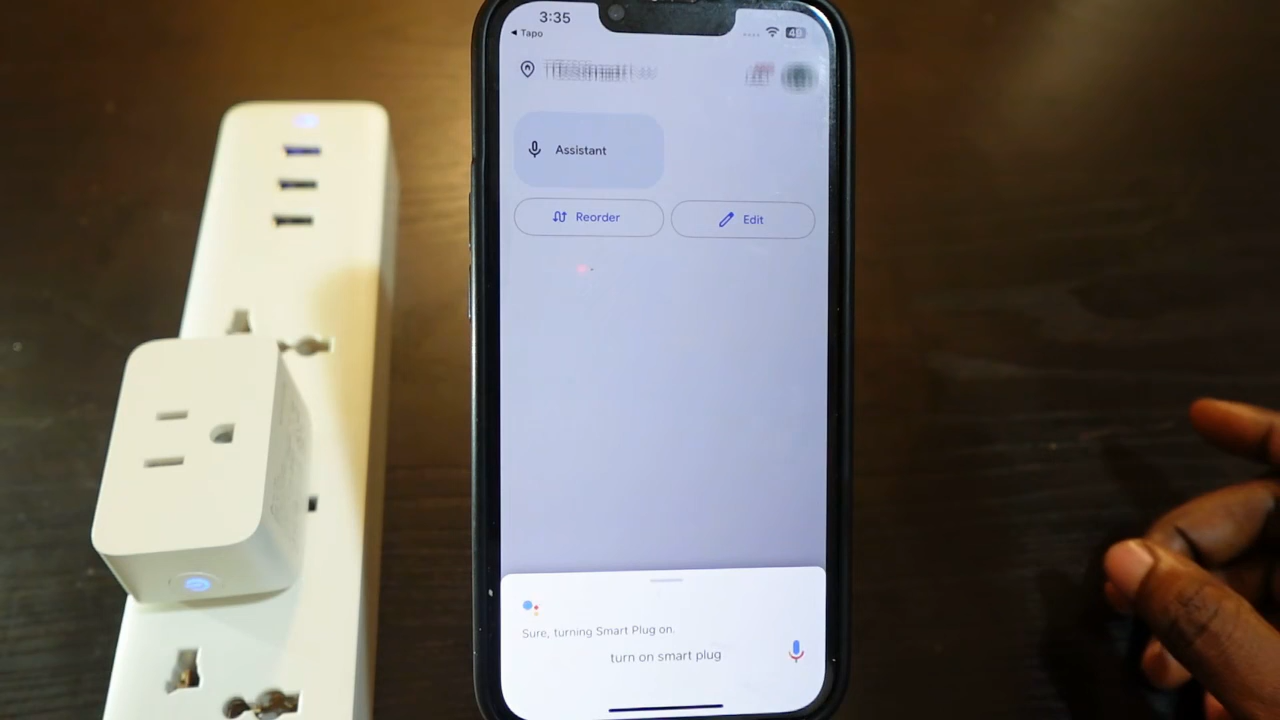 3:35
◀ Tapo
Assistant
Reorder
Edit
Sure, turning Smart Plug on.
turn on smart plug